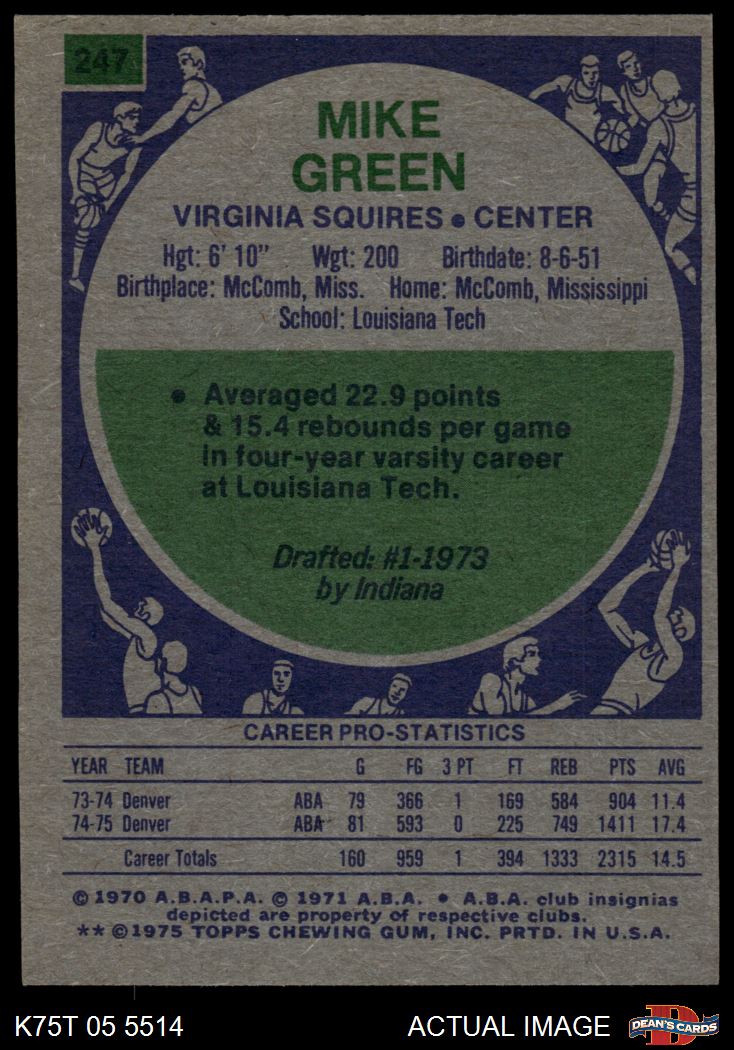 247
MIKE
GREEN
VIRGINIA SQUIRES • CENTER
Hgt: 6' 10" Wgt: 200 Birthdate: 8-6-51
Birthplace: McComb, Miss. Home: McComb, Mississippi
School: Louisiana Tech
• Averaged 22.9 points
& 15.4 rebounds per game
in four-year varsity career
at Louisiana Tech.
Drafted: #1-1973
by Indiana
CAREER PRO-STATISTICS
YEAR TEAM G FG 3 PT FT REB PTS AVG
73-74 Denver ABA 79 366 1 169 584 904 11.4
74-75 Denver ABA 81 593 0 225 749 1411 17.4
Career Totals 160 959 1 394 1333 2315 14.5
© 1970 A.B.A.P.A. © 1971 A.B.A. • A.B.A. club insignias
depicted are property of respective clubs.
** © 1975 TOPPS CHEWING GUM, INC. PRTD. IN U.S.A.
K75T 05 5514 ACTUAL IMAGE D DEAN'S CARDS